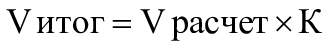 V итог = V расчет × К